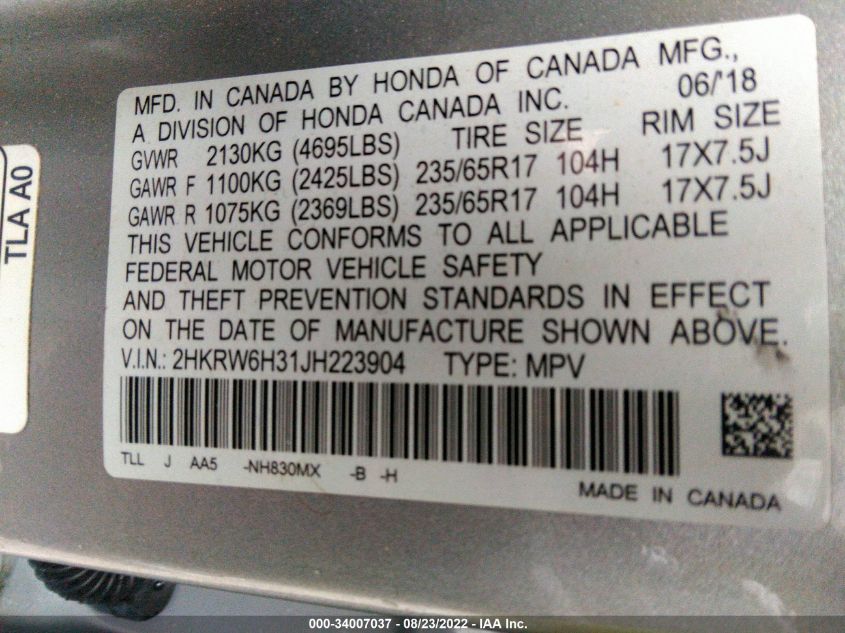 MFD. IN CANADA BY HONDA OF CANADA MFG.,
A DIVISION OF HONDA CANADA INC. 06/'18
GVWR 2130KG (4695LBS) TIRE SIZE RIM SIZE
GAWR F 1100KG (2425LBS) 235/65R17 104H 17X7.5J
GAWR R 1075KG (2369LBS) 235/65R17 104H 17X7.5J
THIS VEHICLE CONFORMS TO ALL APPLICABLE
FEDERAL MOTOR VEHICLE SAFETY
AND THEFT PREVENTION STANDARDS IN EFFECT
ON THE DATE OF MANUFACTURE SHOWN ABOVE.
V.I.N.: 2HKRW6H31JH223904 TYPE: MPV
TLL J AA5 -NH830MX -B -H
MADE IN CANADA
TLA A0
000-34007037 - 08/23/2022 - IAA Inc.